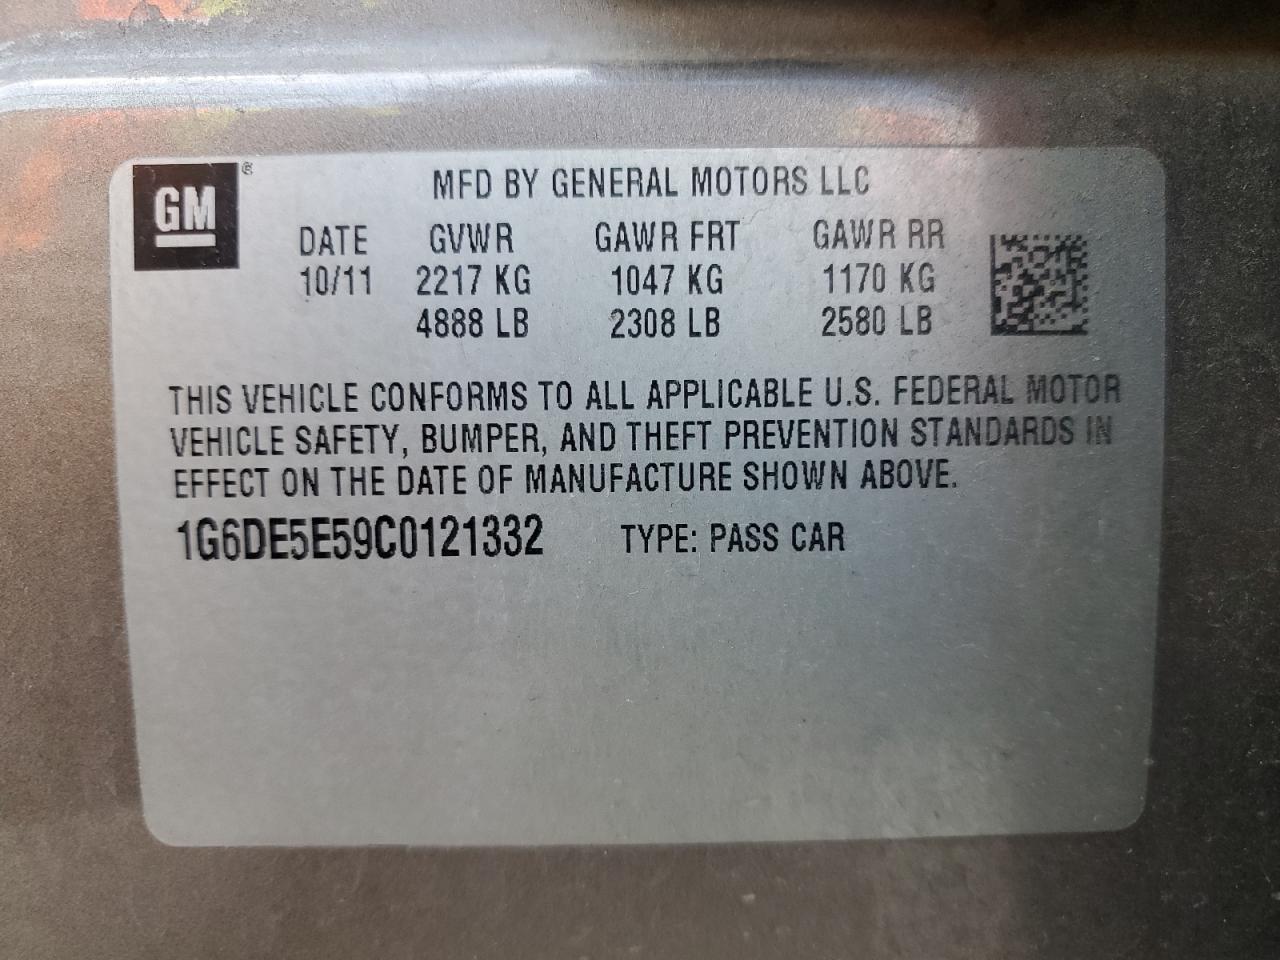 GM®
MFD BY GENERAL MOTORS LLC
DATE GVWR GAWR FRT GAWR RR
10/11 2217 KG 1047 KG 1170 KG
4888 LB 2308 LB 2580 LB
THIS VEHICLE CONFORMS TO ALL APPLICABLE U.S. FEDERAL MOTOR
VEHICLE SAFETY, BUMPER, AND THEFT PREVENTION STANDARDS IN
EFFECT ON THE DATE OF MANUFACTURE SHOWN ABOVE.
1G6DE5E59C0121332 TYPE: PASS CAR